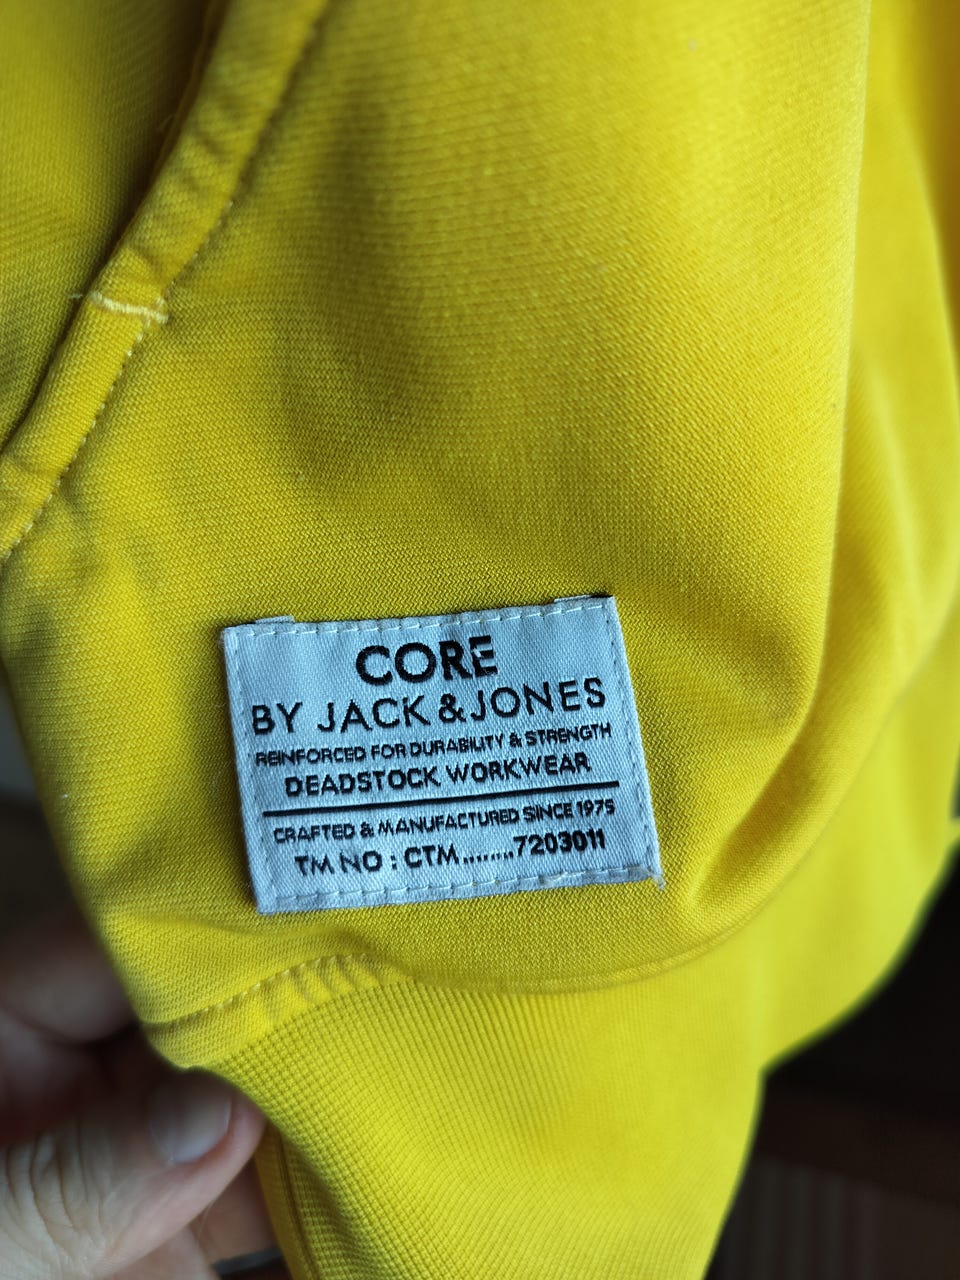 CORE
BY JACK & JONES
REINFORCED FOR DURABILITY & STRENGTH
DEADSTOCK WORKWEAR
CRAFTED & MANUFACTURED SINCE 1975
TM NO : CTM........7203011